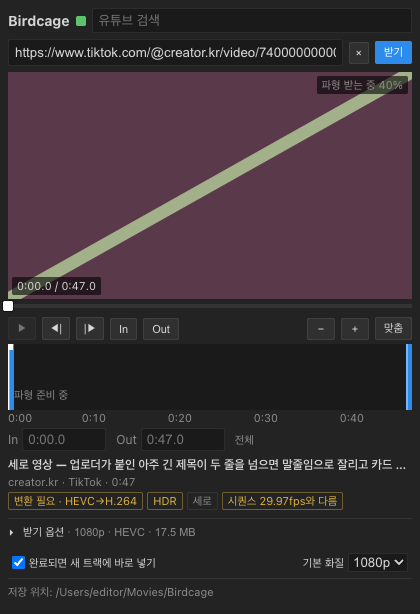 Birdcage 유튜브 검색
https://www.tiktok.com/@creator.kr/video/74000000000 × 받기
파형 받는 중 40%
0:00.0 / 0:47.0
In Out − + 맞춤
파형 준비 중
0:00 0:10 0:20 0:30 0:40
In 0:00.0 Out 0:47.0 전체
세로 영상 — 업로더가 붙인 아주 긴 제목이 두 줄을 넘으면 말줄임으로 잘리고 카드 ...
creator.kr · TikTok · 0:47
변환 필요 · HEVC→H.264 HDR 세로 시퀀스 29.97fps와 다름
받기 옵션 · 1080p · HEVC · 17.5 MB
완료되면 새 트랙에 바로 넣기 기본 화질 1080p
저장 위치: /Users/editor/Movies/Birdcage